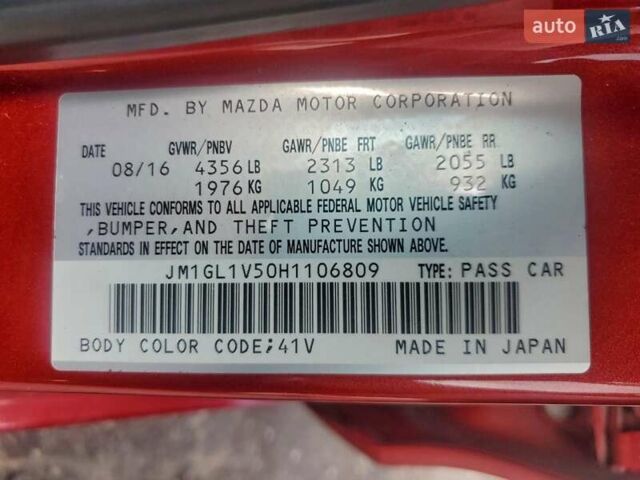 auto RIA .com
MFD. BY MAZDA MOTOR CORPORATION
DATE GVWR/PNBV GAWR/PNBE FRT GAWR/PNBE RR
08/16 4356 LB 2313 LB 2055 LB
1976 KG 1049 KG 932 KG
THIS VEHICLE CONFORMS TO ALL APPLICABLE FEDERAL MOTOR VEHICLE SAFETY
,BUMPER,AND THEFT PREVENTION
STANDARDS IN EFFECT ON THE DATE OF MANUFACTURE SHOWN ABOVE.
JM1GL1V50H1106809 TYPE: PASS CAR
BODY COLOR CODE;41V MADE IN JAPAN